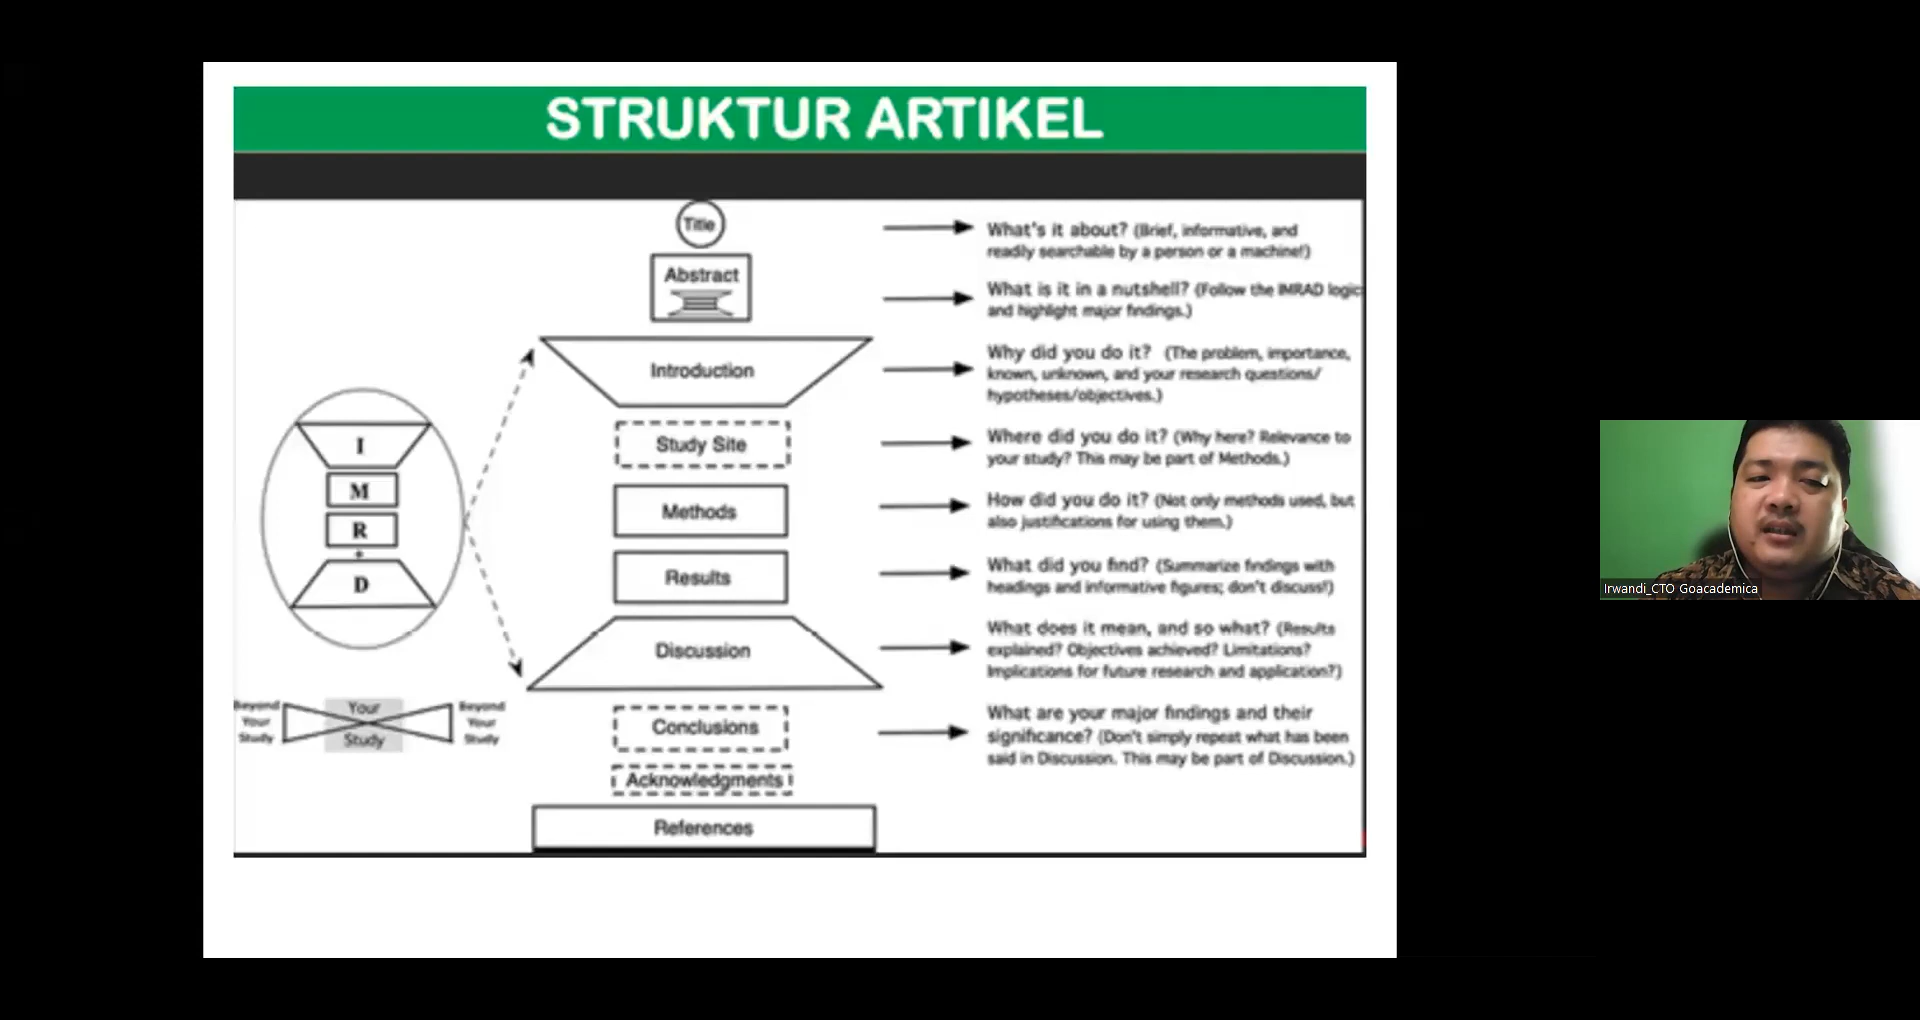 STRUKTUR ARTIKEL
Title
Abstract
Introduction
Study Site
Methods
Results
Discussion
Conclusions
Acknowledgments
References
What's it about? (Brief, informative, and
readily searchable by a person or a machine!)
What is it in a nutshell? (Follow the IMRAD logic
and highlight major findings.)
Why did you do it? (The problem, importance,
known, unknown, and your research questions/
hypotheses/objectives.)
Where did you do it? (Why here? Relevance to
your study? This may be part of Methods.)
How did you do it? (Not only methods used, but
also justifications for using them.)
What did you find? (Summarize findings with
headings and informative figures; don't discuss!)
What does it mean, and so what? (Results
explained? Objectives achieved? Limitations?
Implications for future research and application?)
What are your major findings and their
significance? (Don't simply repeat what has been
said in Discussion. This may be part of Discussion.)
I
M
R
+
D
Beyond
Your
Study
Your
Study
Beyond
Your
Study
Irwandi_CTO Goacademica